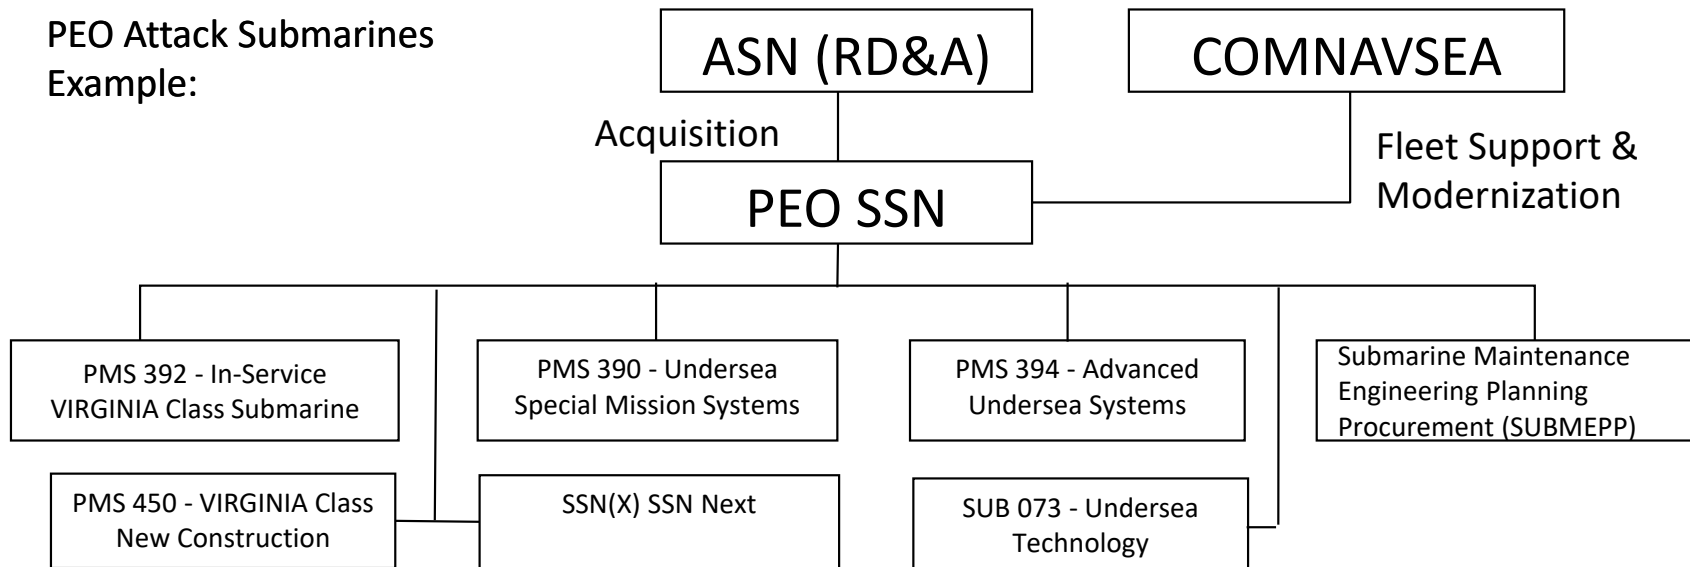 PEO Attack Submarines
Example:
ASN (RD&A)
COMNAVSEA
Acquisition
Fleet Support &
Modernization
PEO SSN
PMS 392 - In-Service
VIRGINIA Class Submarine
PMS 390 - Undersea
Special Mission Systems
PMS 394 - Advanced
Undersea Systems
Submarine Maintenance
Engineering Planning
Procurement (SUBMEPP)
PMS 450 - VIRGINIA Class
New Construction
SSN(X) SSN Next
SUB 073 - Undersea
Technology